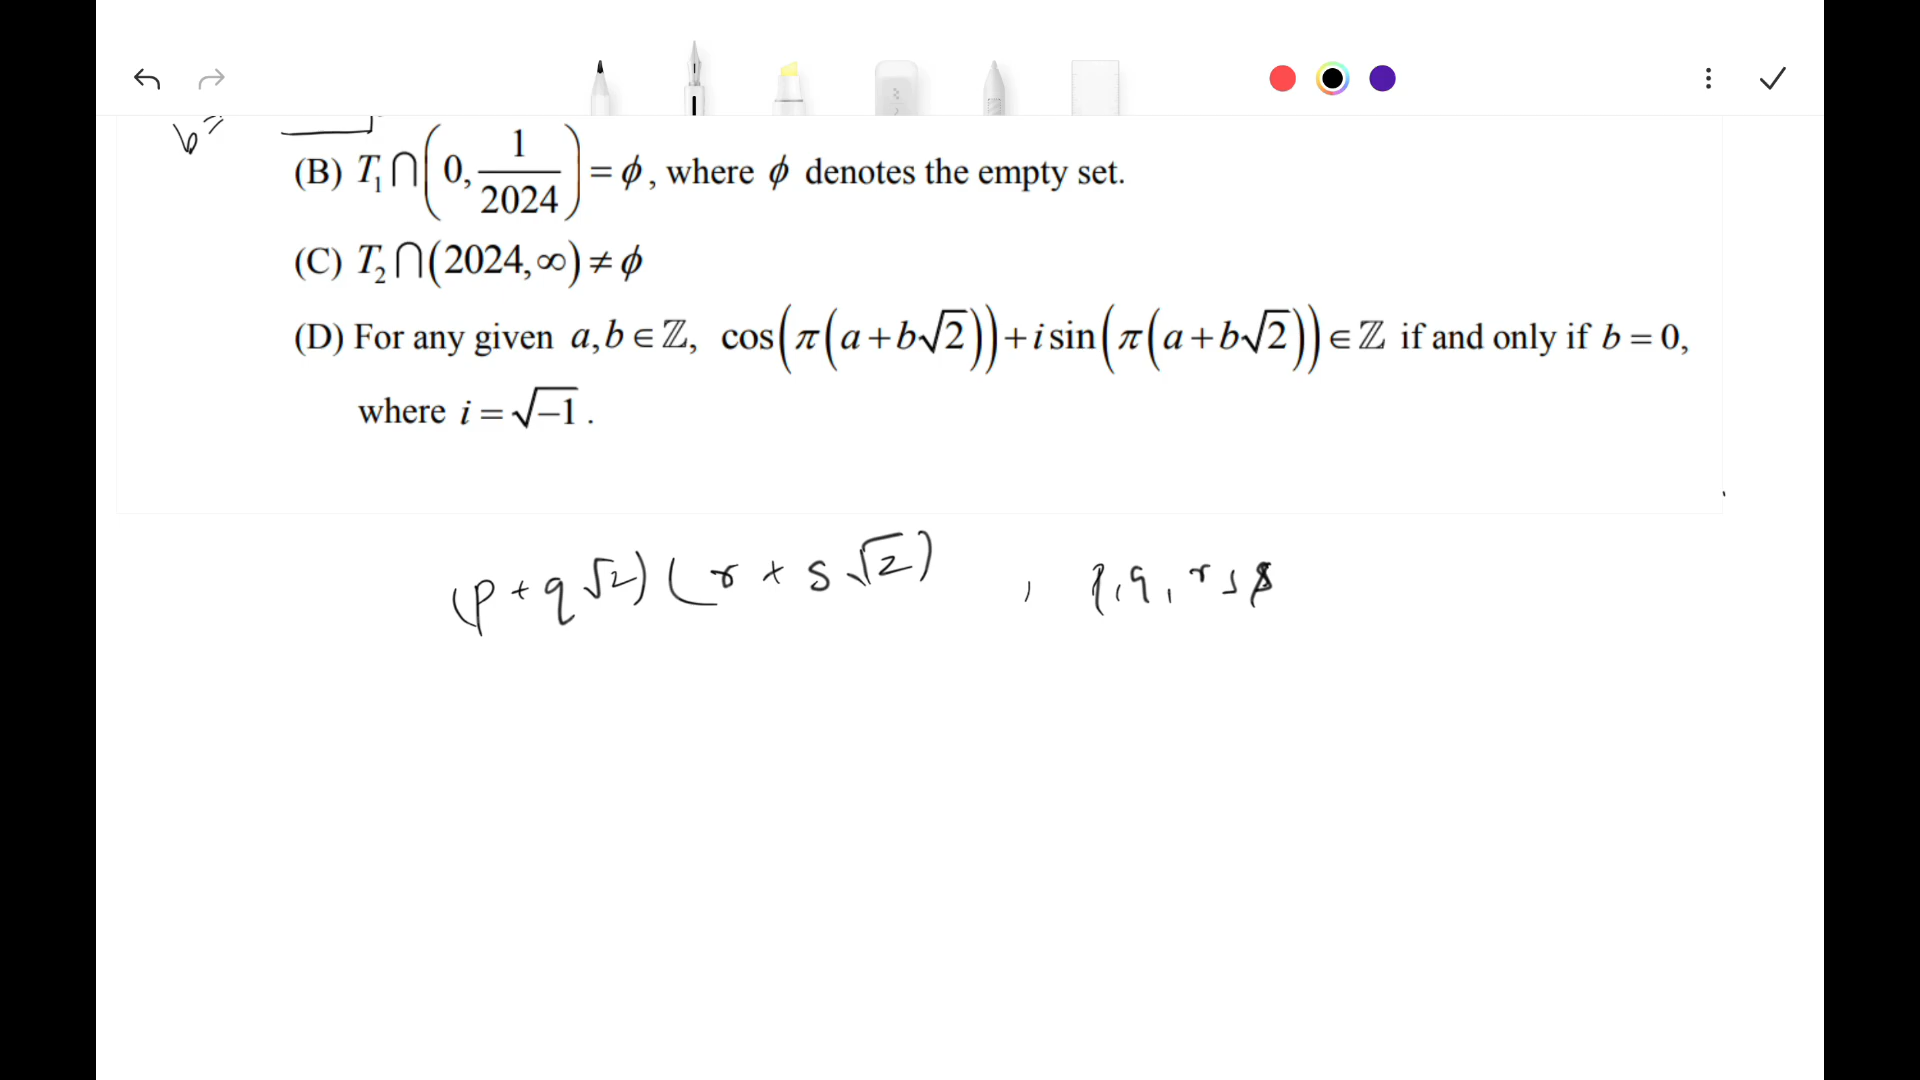 b=
(B) T₁ ⋂ (0, 1/2024) = ϕ, where ϕ denotes the empty set.
(C) T₂ ⋂ (2024, ∞) ≠ ϕ
(D) For any given a, b ∈ ℤ, cos(π(a + b√2)) + i sin(π(a + b√2)) ∈ ℤ if and only if b = 0,
where i = √−1.
(p + q√2)(r + s√2) , p, q, r, s